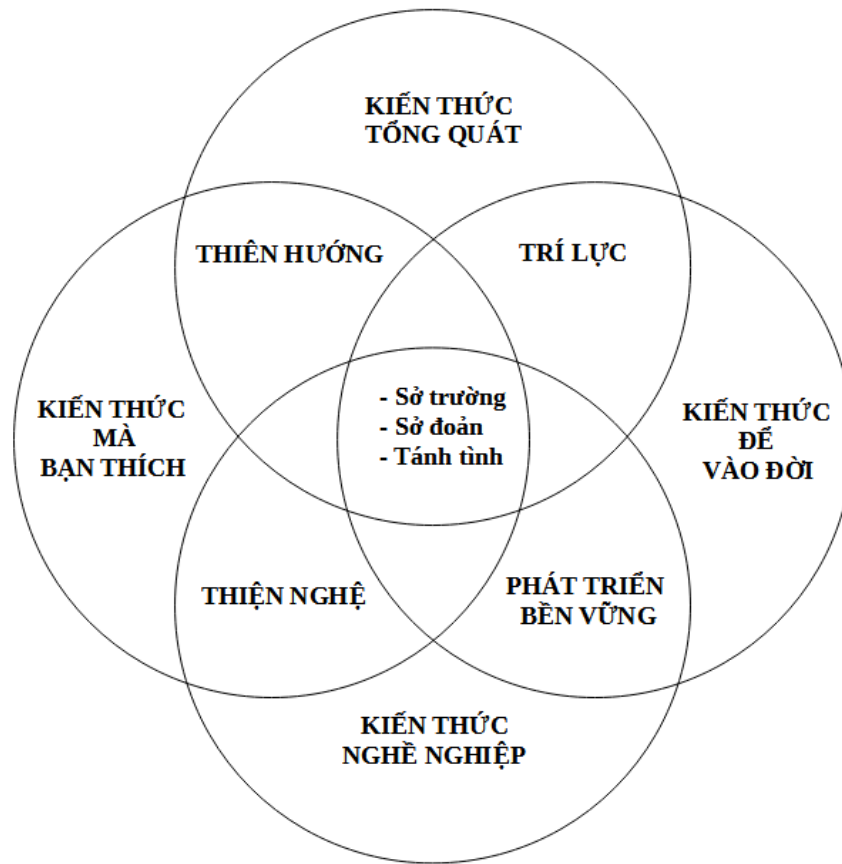 KIẾN THỨC
TỔNG QUÁT
THIÊN HƯỚNG
TRÍ LỰC
KIẾN THỨC
MÀ
BẠN THÍCH
- Sở trường
- Sở đoản
- Tánh tình
KIẾN THỨC
ĐỂ
VÀO ĐỜI
THIỆN NGHỆ
PHÁT TRIỂN
BỀN VỮNG
KIẾN THỨC
NGHỀ NGHIỆP